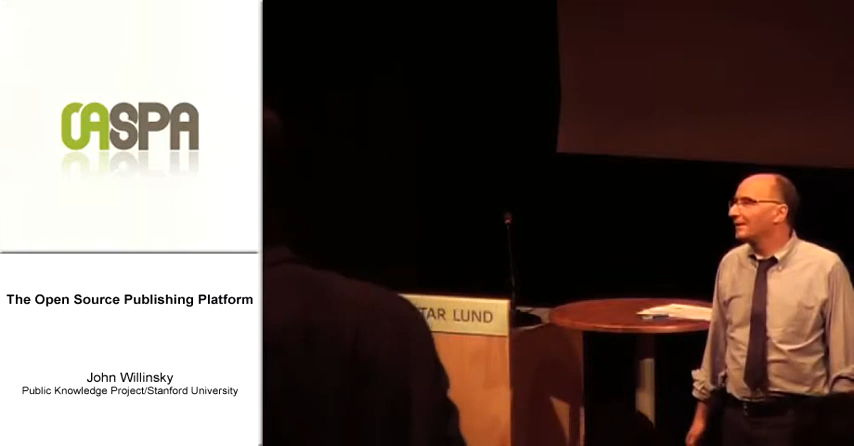 OASPA
The Open Source Publishing Platform
John Willinsky
Public Knowledge Project/Stanford University
TAR LUND